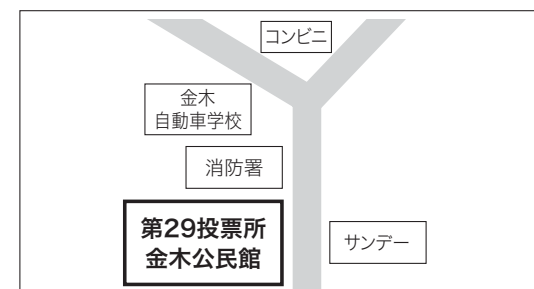 コンビニ
金木
自動車学校
消防署
第29投票所
金木公民館
サンデー